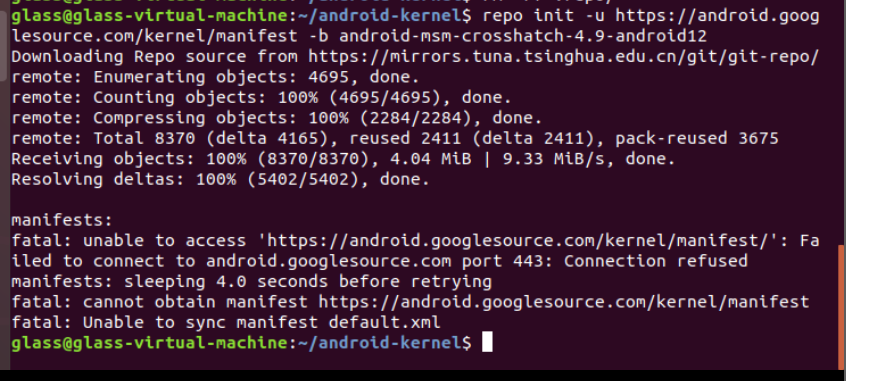 glass@glass-virtual-machine:~/android-kernel$ repo init -u https://android.goog
lesource.com/kernel/manifest -b android-msm-crosshatch-4.9-android12
Downloading Repo source from https://mirrors.tuna.tsinghua.edu.cn/git/git-repo/
remote: Enumerating objects: 4695, done.
remote: Counting objects: 100% (4695/4695), done.
remote: Compressing objects: 100% (2284/2284), done.
remote: Total 8370 (delta 4165), reused 2411 (delta 2411), pack-reused 3675
Receiving objects: 100% (8370/8370), 4.04 MiB | 9.33 MiB/s, done.
Resolving deltas: 100% (5402/5402), done.
manifests:
fatal: unable to access 'https://android.googlesource.com/kernel/manifest/': Fa
iled to connect to android.googlesource.com port 443: Connection refused
manifests: sleeping 4.0 seconds before retrying
fatal: cannot obtain manifest https://android.googlesource.com/kernel/manifest
fatal: Unable to sync manifest default.xml
glass@glass-virtual-machine:~/android-kernel$